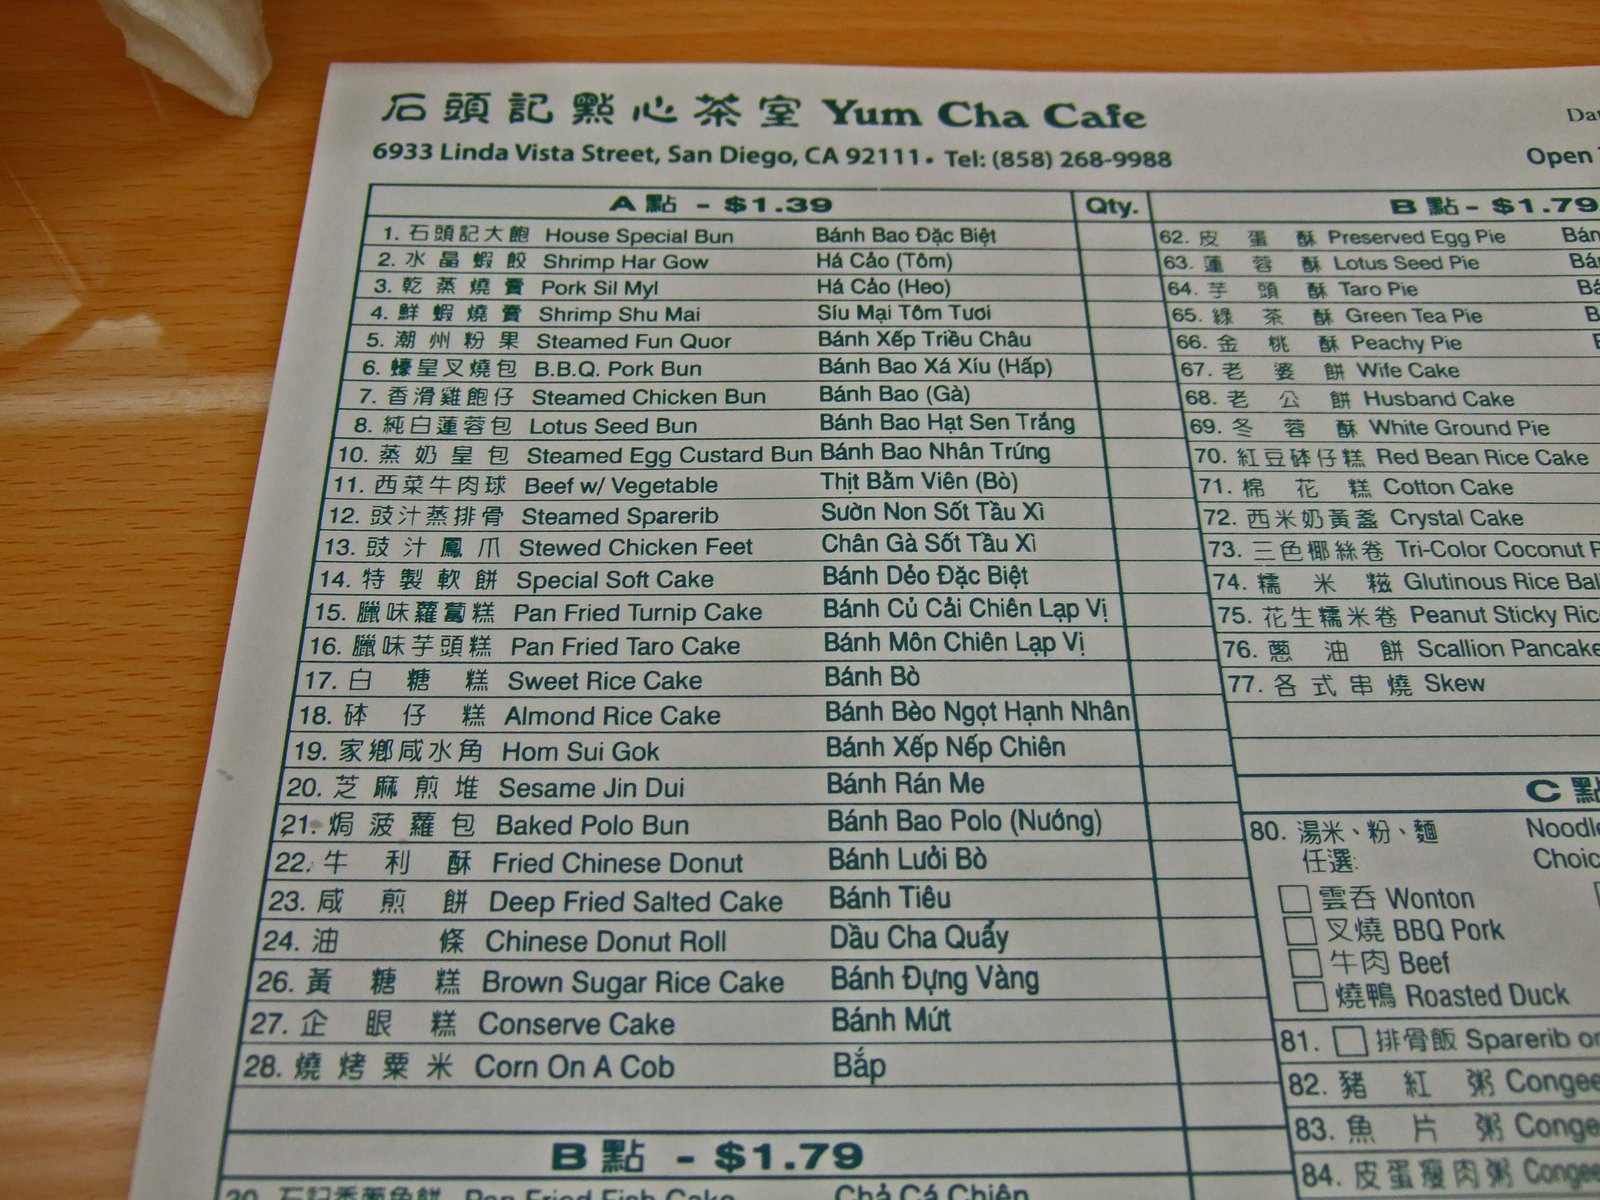 石頭記點心茶室 Yum Cha Cafe
6933 Linda Vista Street, San Diego, CA 92111 • Tel: (858) 268-9988
Open
A 點 - $1.39 Qty.
1. 石頭記大飽 House Special Bun Bánh Bao Đặc Biệt
2. 水晶蝦餃 Shrimp Har Gow Há Cảo (Tôm)
3. 乾蒸燒賣 Pork Sil Myl Há Cảo (Heo)
4. 鮮蝦燒賣 Shrimp Shu Mai Síu Mại Tôm Tươi
5. 潮州粉果 Steamed Fun Quor Bánh Xếp Triều Châu
6. 蠔皇叉燒包 B.B.Q. Pork Bun Bánh Bao Xá Xíu (Hấp)
7. 香滑雞飽仔 Steamed Chicken Bun Bánh Bao (Gà)
8. 純白蓮蓉包 Lotus Seed Bun Bánh Bao Hạt Sen Trắng
10. 蒸奶皇包 Steamed Egg Custard Bun Bánh Bao Nhân Trứng
11. 西菜牛肉球 Beef w/ Vegetable Thịt Bằm Viên (Bò)
12. 豉汁蒸排骨 Steamed Sparerib Sườn Non Sốt Tầu Xì
13. 豉汁鳳爪 Stewed Chicken Feet Chân Gà Sốt Tầu Xì
14. 特製軟餅 Special Soft Cake Bánh Dẻo Đặc Biệt
15. 臘味蘿蔔糕 Pan Fried Turnip Cake Bánh Củ Cải Chiên Lạp Vị
16. 臘味芋頭糕 Pan Fried Taro Cake Bánh Môn Chiên Lạp Vị
17. 白糖糕 Sweet Rice Cake Bánh Bò
18. 砵仔糕 Almond Rice Cake Bánh Bèo Ngọt Hạnh Nhân
19. 家鄉咸水角 Hom Sui Gok Bánh Xếp Nếp Chiên
20. 芝麻煎堆 Sesame Jin Dui Bánh Rán Me
21. 焗菠蘿包 Baked Polo Bun Bánh Bao Polo (Nướng)
22. 牛利酥 Fried Chinese Donut Bánh Lưởi Bò
23. 咸煎餅 Deep Fried Salted Cake Bánh Tiêu
24. 油條 Chinese Donut Roll Dầu Cha Quẩy
26. 黃糖糕 Brown Sugar Rice Cake Bánh Đựng Vàng
27. 企眼糕 Conserve Cake Bánh Mứt
28. 燒烤粟米 Corn On A Cob Bắp
B 點 - $1.79
Pan Fried Fish Cake Chả Cá Chiên
B 點 - $1.79
62. 皮蛋酥 Preserved Egg Pie
63. 蓮蓉酥 Lotus Seed Pie
64. 芋頭酥 Taro Pie
65. 綠茶酥 Green Tea Pie
66. 金桃酥 Peachy Pie
67. 老婆餅 Wife Cake
68. 老公餅 Husband Cake
69. 冬蓉酥 White Ground Pie
70. 紅豆砵仔糕 Red Bean Rice Cake
71. 棉花糕 Cotton Cake
72. 西米奶黃盞 Crystal Cake
73. 三色椰絲卷 Tri-Color Coconut
74. 糯米糍 Glutinous Rice
75. 花生糯米卷 Peanut Sticky
76. 蔥油餅 Scallion Pancake
77. 各式串燒 Skew
C 點
80. 湯米、粉、麵
任選:
雲吞 Wonton
叉燒 BBQ Pork
牛肉 Beef
燒鴨 Roasted Duck
81. 排骨飯 Sparerib
82. 豬紅粥
83. 魚片粥
84. 皮蛋瘦肉粥